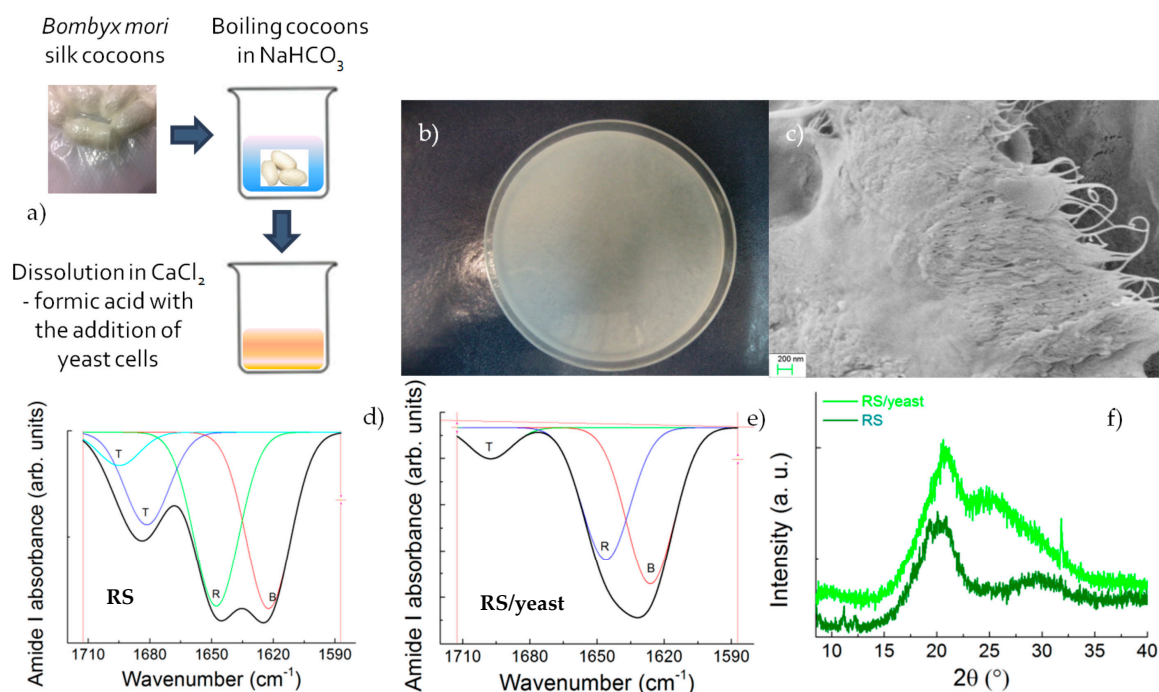 Bombyx mori
silk cocoons
Boiling cocoons
in NaHCO₃
a)
Dissolution in CaCl₂
- formic acid with
the addition of
yeast cells
b)
c)
200 nm
d)
Amide I absorbance (arb. units)
T
T
R
B
RS
1710 1680 1650 1620 1590
Wavenumber (cm⁻¹)
e)
Amide I absorbance (arb. units)
T
R
B
RS/yeast
1710 1680 1650 1620 1590
Wavenumber (cm⁻¹)
f)
RS/yeast
RS
Intensity (a. u.)
10 15 20 25 30 35 40
2θ (°)